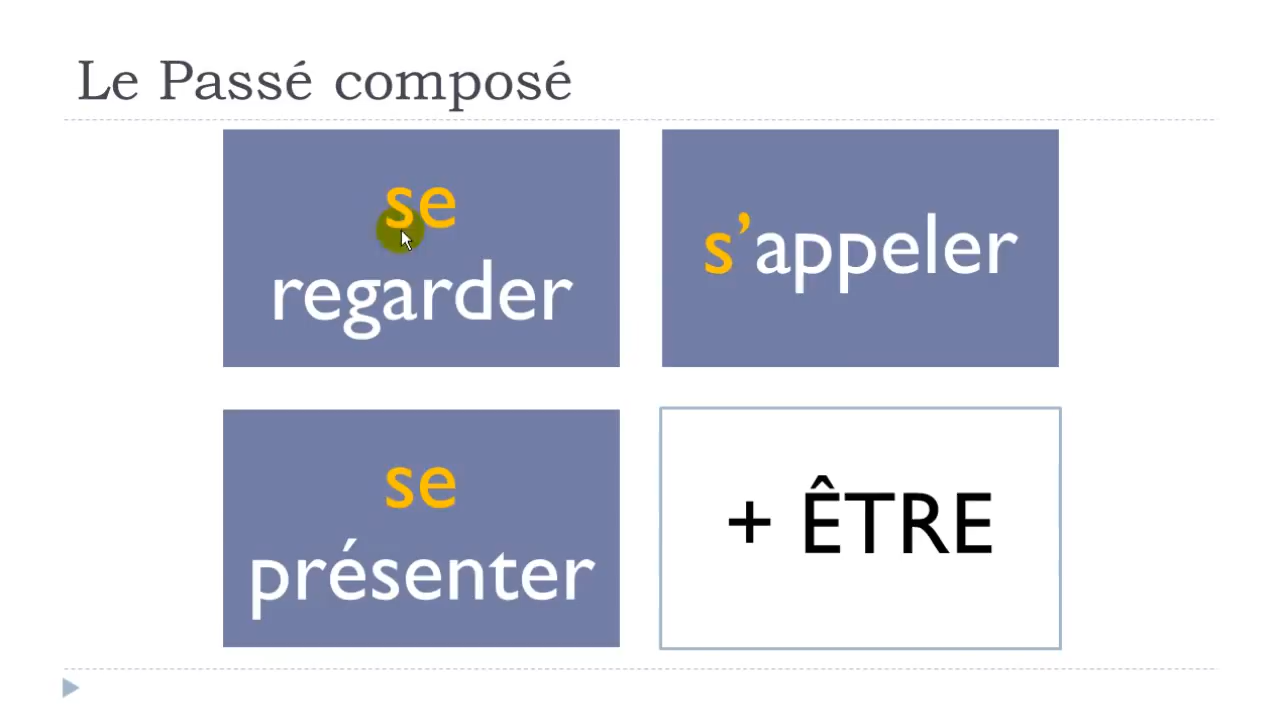 Le Passé composé
se
regarder
s’appeler
se
présenter
+ ÊTRE